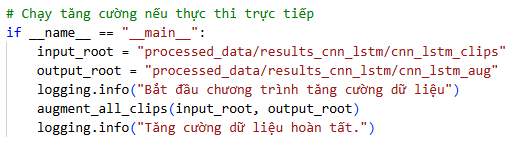 # Chạy tăng cường nếu thực thi trực tiếp
if __name__ == "__main__":
    input_root = "processed_data/results_cnn_lstm/cnn_lstm_clips"
    output_root = "processed_data/results_cnn_lstm/cnn_lstm_aug"
    logging.info("Bắt đầu chương trình tăng cường dữ liệu")
    augment_all_clips(input_root, output_root)
    logging.info("Tăng cường dữ liệu hoàn tất.")